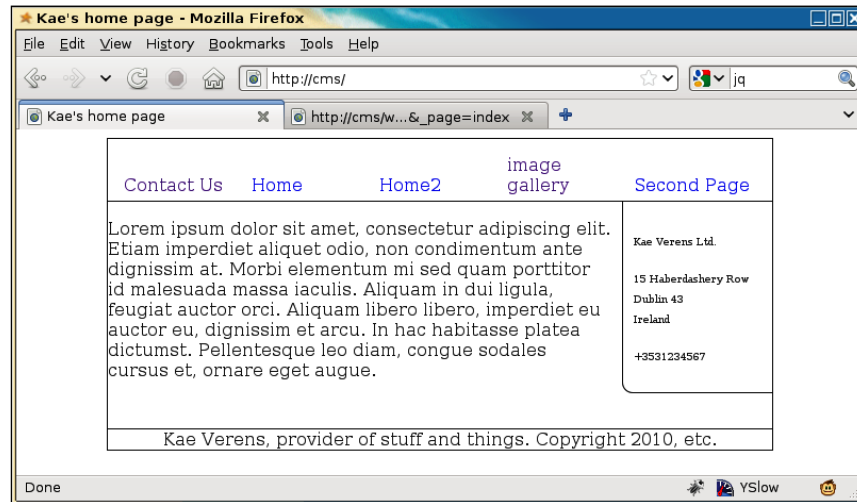 Kae's home page - Mozilla Firefox
File Edit View History Bookmarks Tools Help
http://cms/ jq
Kae's home page http://cms/w...&_page=index
Contact Us Home Home2 image gallery Second Page
Lorem ipsum dolor sit amet, consectetur adipiscing elit.
Etiam imperdiet aliquet odio, non condimentum ante
dignissim at. Morbi elementum mi sed quam porttitor
id malesuada massa iaculis. Aliquam in dui ligula,
feugiat auctor orci. Aliquam libero libero, imperdiet eu
auctor eu, dignissim et arcu. In hac habitasse platea
dictumst. Pellentesque leo diam, congue sodales
cursus et, ornare eget augue.
Kae Verens Ltd.
15 Haberdashery Row
Dublin 43
Ireland
+3531234567
Kae Verens, provider of stuff and things. Copyright 2010, etc.
Done YSlow